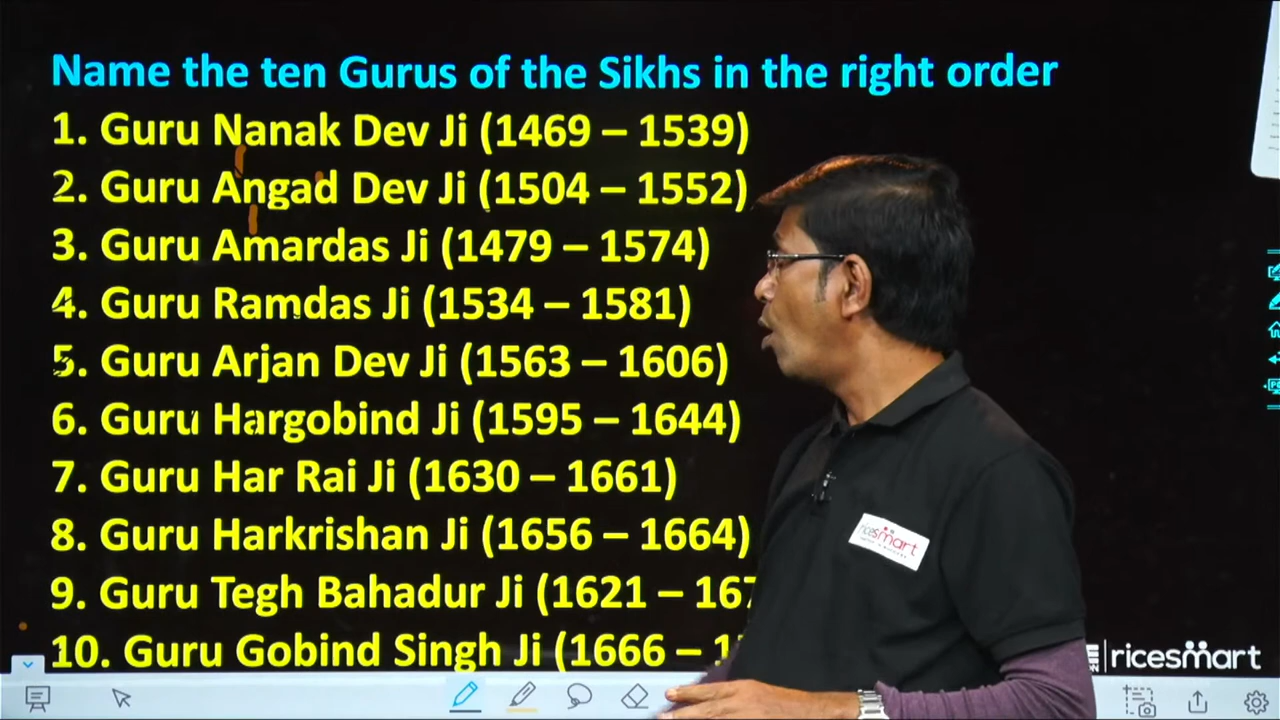 Name the ten Gurus of the Sikhs in the right order
1. Guru Nanak Dev Ji (1469 – 1539)
2. Guru Angad Dev Ji (1504 – 1552)
3. Guru Amardas Ji (1479 – 1574)
4. Guru Ramdas Ji (1534 – 1581)
5. Guru Arjan Dev Ji (1563 – 1606)
6. Guru Hargobind Ji (1595 – 1644)
7. Guru Har Rai Ji (1630 – 1661)
8. Guru Harkrishan Ji (1656 – 1664)
9. Guru Tegh Bahadur Ji (1621 – 167
10. Guru Gobind Singh Ji (1666 – 1
ricesmart
ricesmart